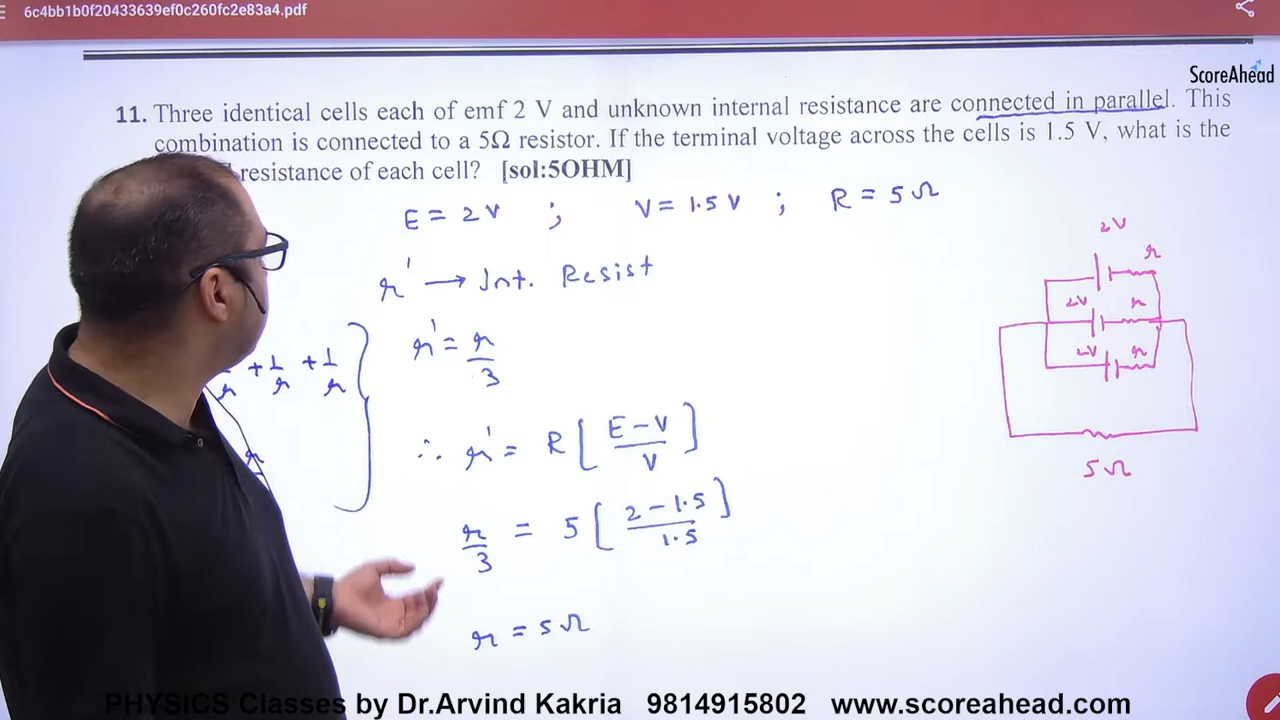 6c4bb1b0f20433639ef0c260fc2e83a4.pdf
ScoreAhead
11. Three identical cells each of emf 2 V and unknown internal resistance are connected in parallel. This
combination is connected to a 5Ω resistor. If the terminal voltage across the cells is 1.5 V, what is the
resistance of each cell? [sol:5OHM]
E = 2 V ; V = 1.5 V ; R = 5 Ω
r' → Int. Resist
r' = r/3
+ 1/r + 1/r
∴ r' = R [ E - V / V ]
r/3 = 5 [ 2 - 1.5 / 1.5 ]
r = 5 Ω
2V
r
2V r
2V r
5 Ω
PHYSICS Classes by Dr.Arvind Kakria 9814915802 www.scoreahead.com